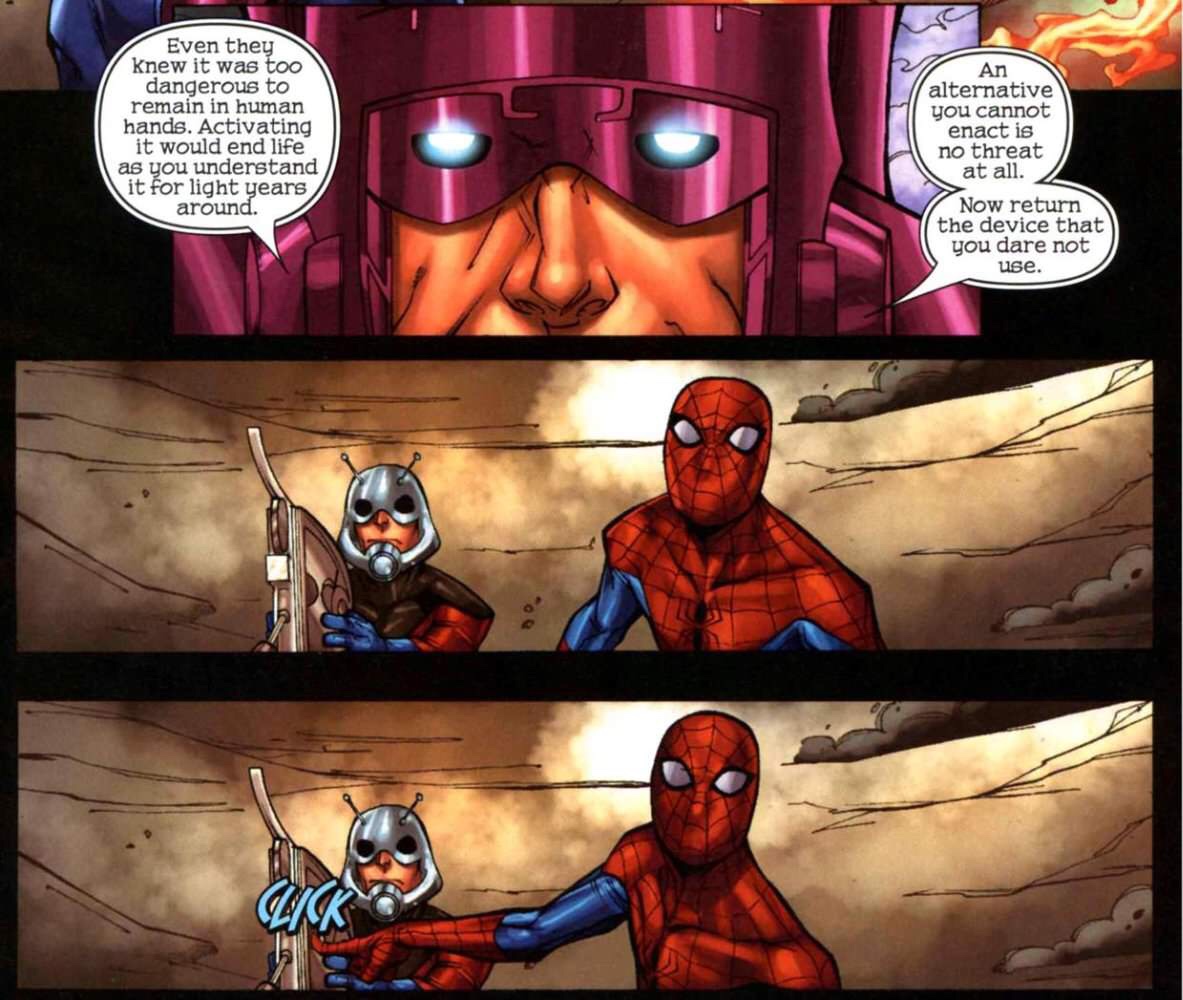 Even they
knew it was too
dangerous to
remain in human
hands. Activating
it would end life
as you understand
it for light years
around.
An
alternative
you cannot
enact is
no threat
at all.
Now return
the device that
you dare not
use.
CLICK